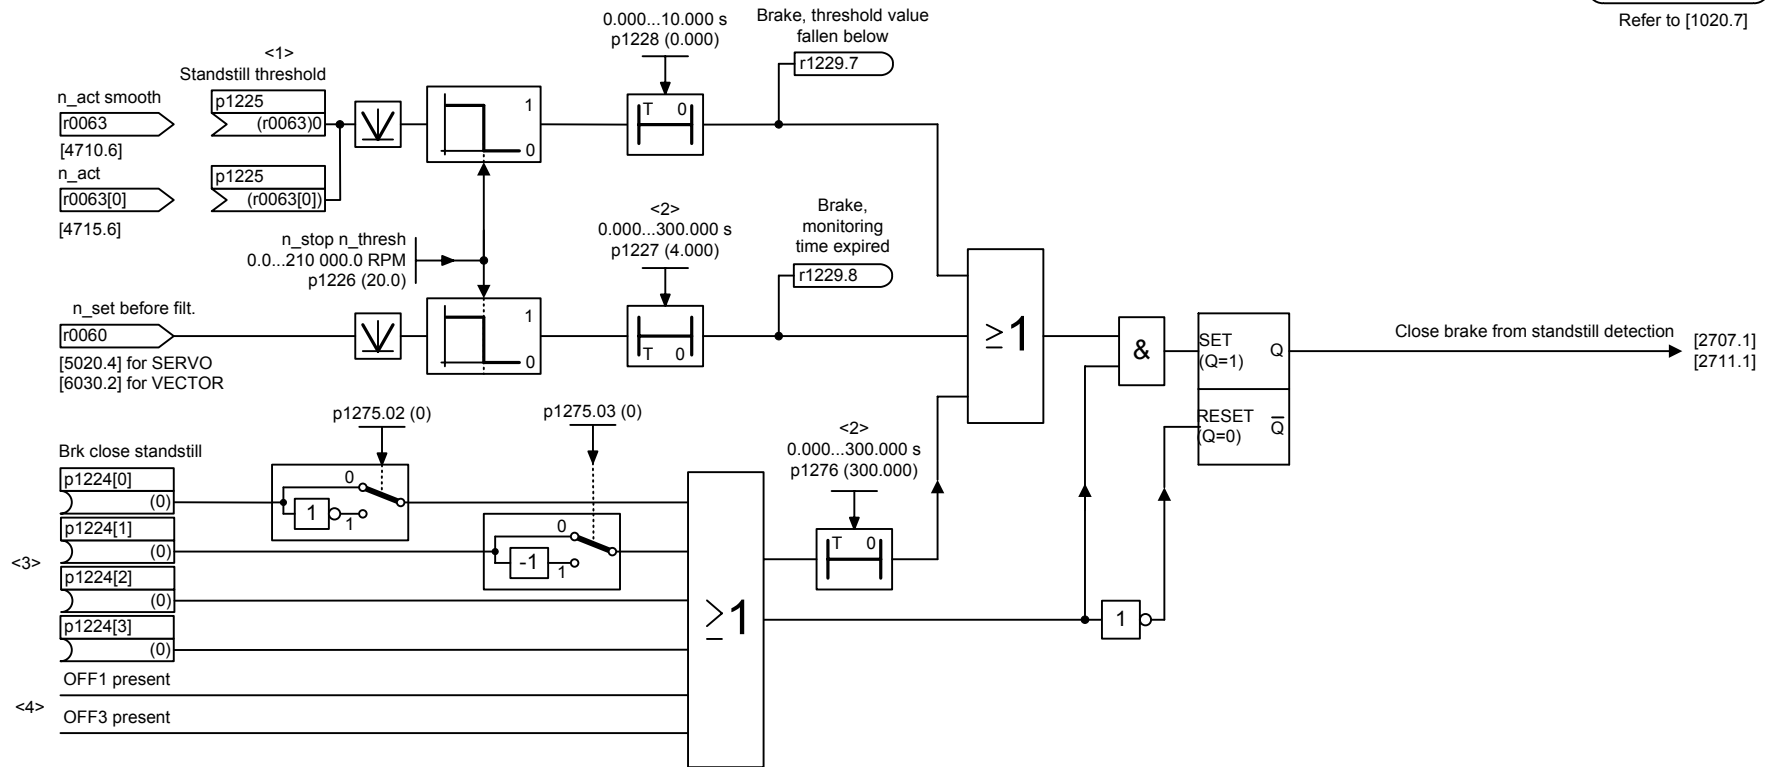 Refer to [1020.7]
0.000...10.000 s
p1228 (0.000)
Brake, threshold value
fallen below
r1229.7
<1>
Standstill threshold
n_act smooth
r0063
[4710.6]
p1225
(r0063)0
1
0
T 0
n_act
r0063[0]
[4715.6]
p1225
(r0063[0])
n_stop n_thresh
0.0...210 000.0 RPM
p1226 (20.0)
<2>
0.000...300.000 s
p1227 (4.000)
Brake,
monitoring
time expired
r1229.8
n_set before filt.
r0060
[5020.4] for SERVO
[6030.2] for VECTOR
1
0
T 0
≥1
&
SET
(Q=1)
Q
RESET
(Q=0)
Q̅
Close brake from standstill detection
[2707.1]
[2711.1]
p1275.02 (0)
p1275.03 (0)
<2>
0.000...300.000 s
p1276 (300.000)
Brk close standstill
p1224[0]
(0)
0
1
1
p1224[1]
(0)
0
-1
1
<3>
p1224[2]
(0)
p1224[3]
(0)
T 0
≥1
1
OFF1 present
<4>
OFF3 present